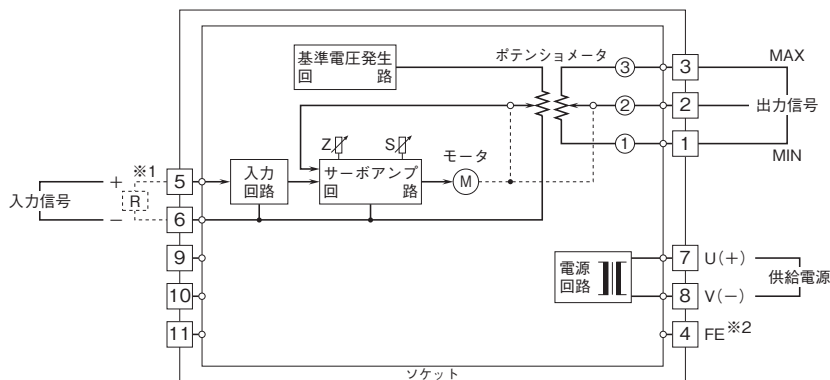 基準電圧発生
回 路
ポテンショメータ
③
②
①
3
2
1
MAX
出力信号
MIN
Z
S
モータ
M
※1
入力信号
+
R
−
5
6
9
10
11
入力
回路
サーボアンプ
回 路
電源
回路
7
8
4
U(+)
V(−)
FE※2
供給電源
ソケット